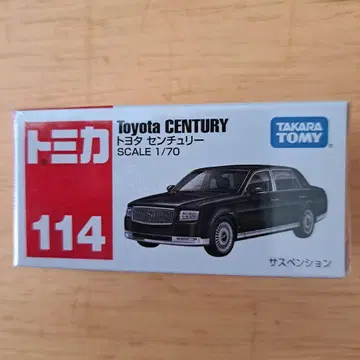 トミカ
114
Toyota CENTURY
トヨタ センチュリー
SCALE 1/70
TAKARA
TOMY
サスペンション